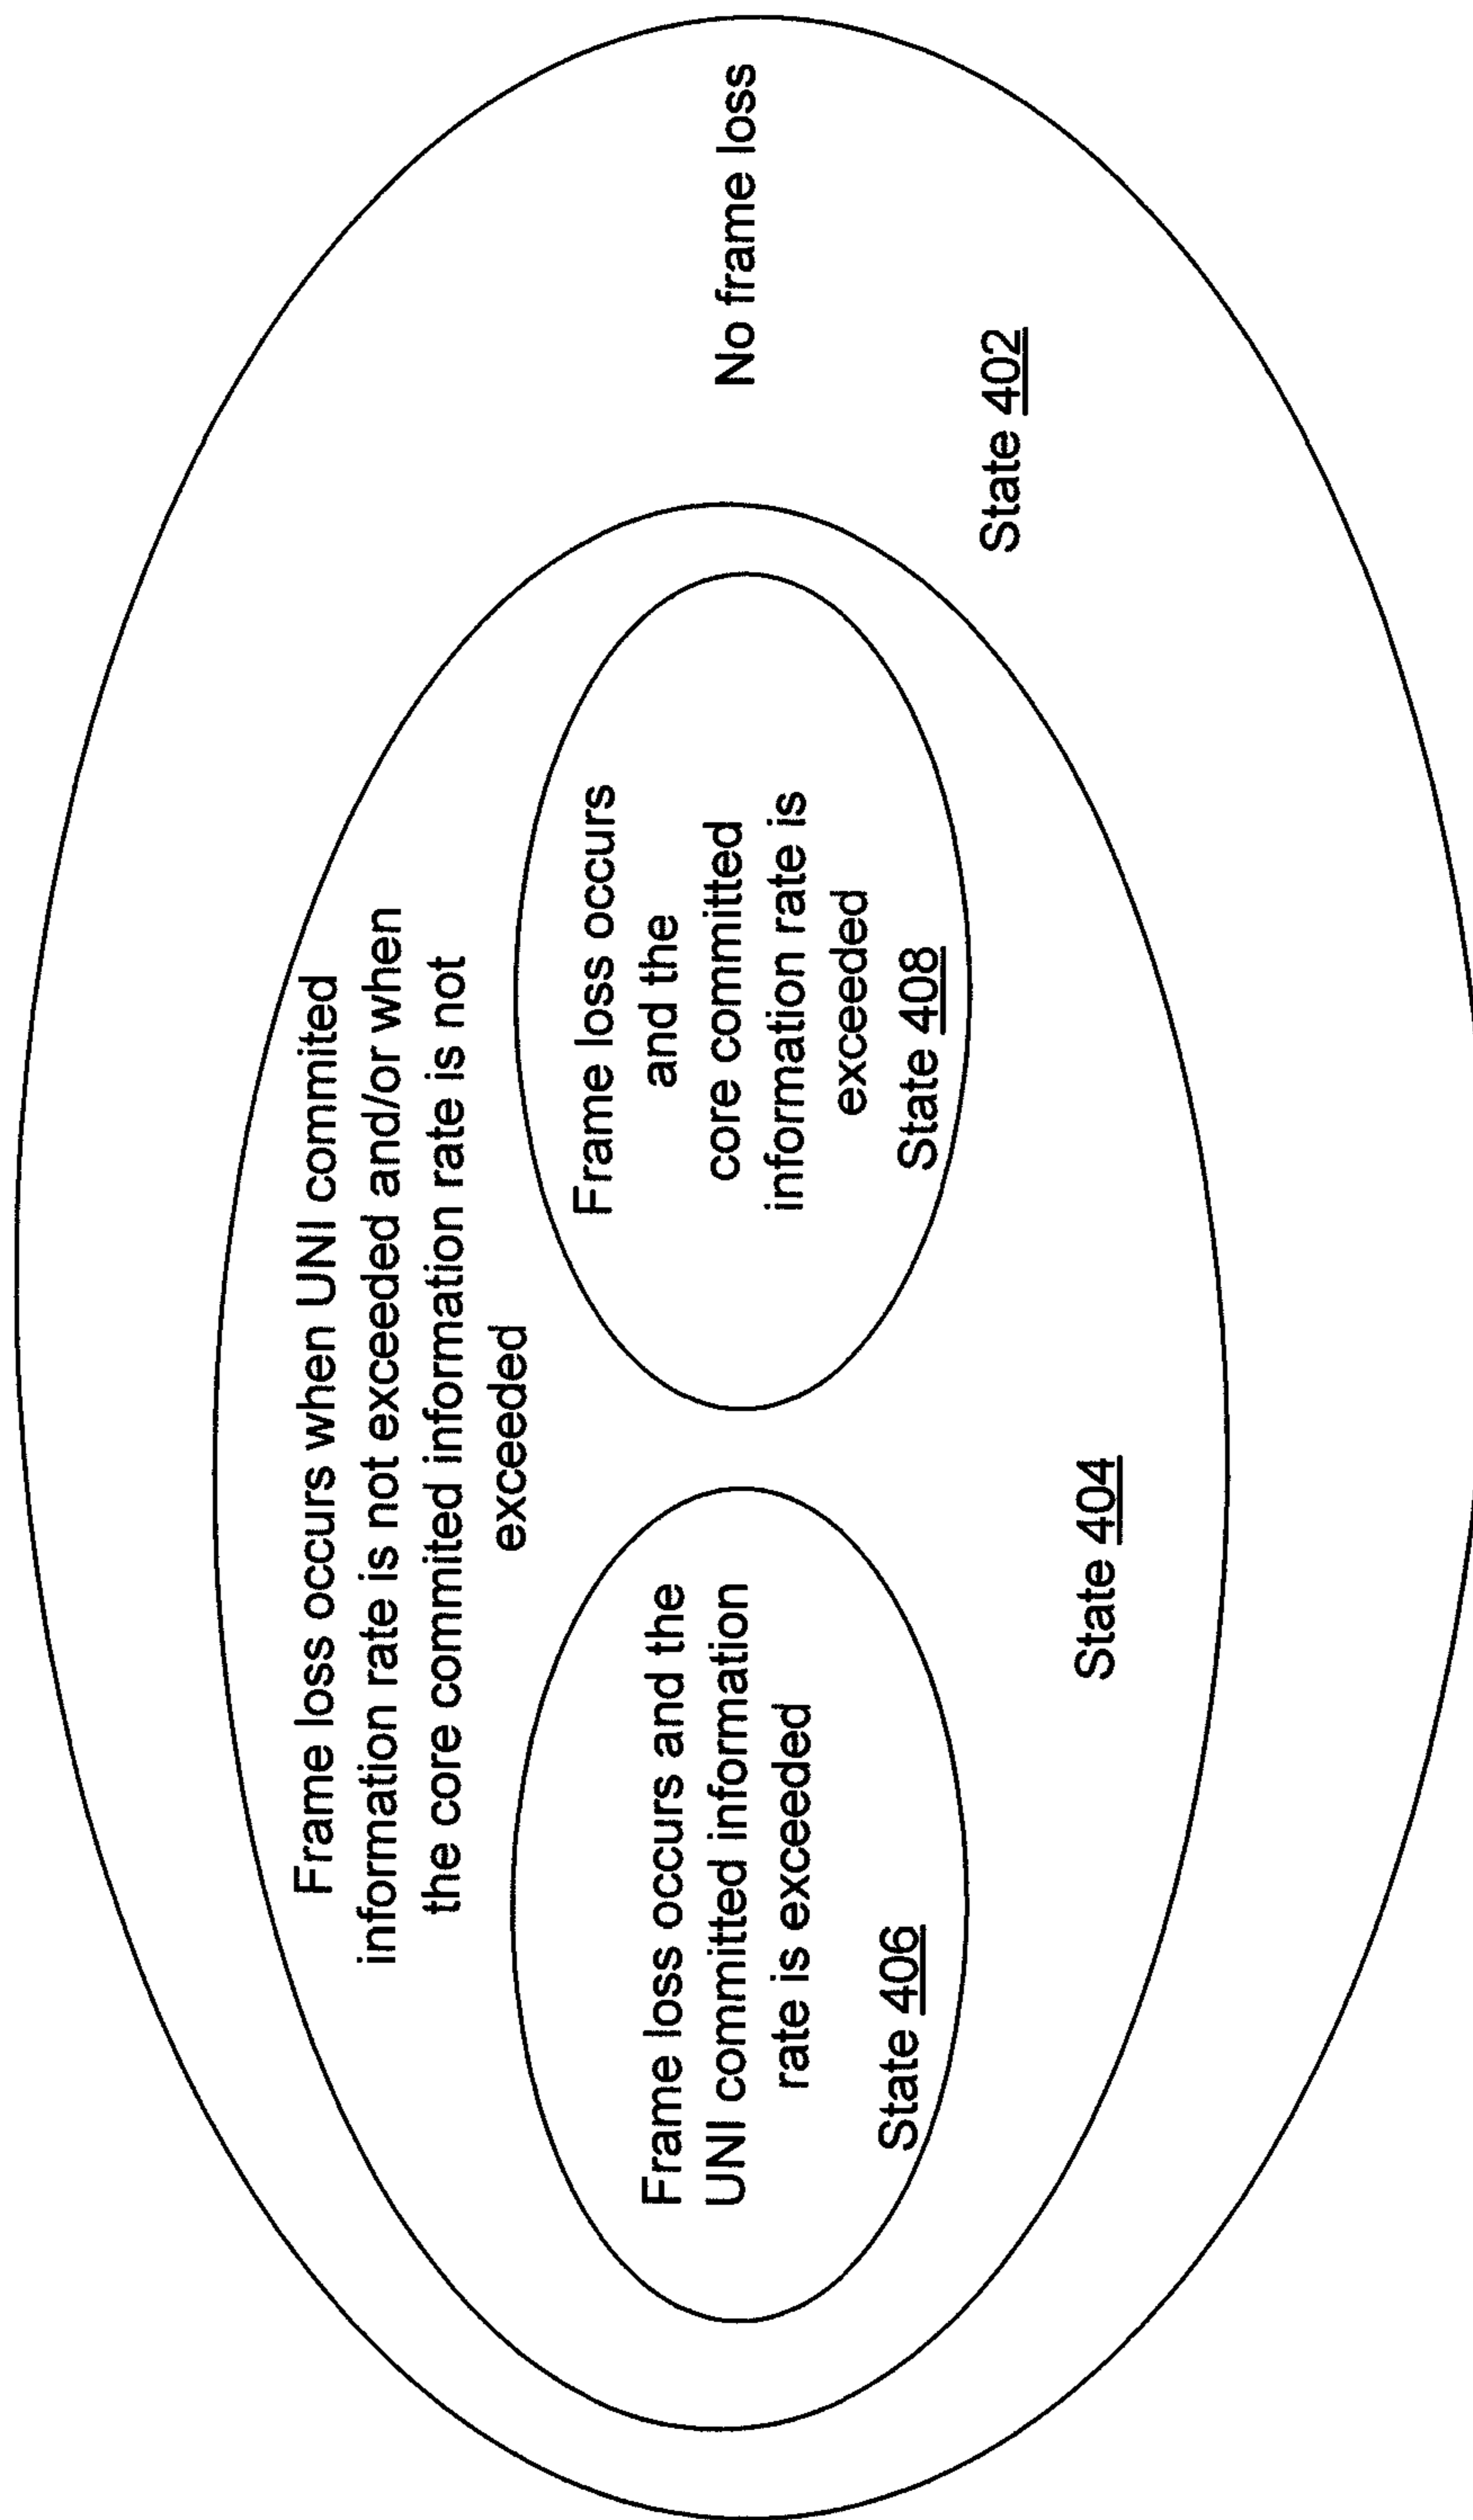 Frame loss occurs when UNI commited
information rate is not exceeded and/or when
the core commited information rate is not
exceeded
Frame loss occurs and the
UNI committed information
rate is exceeded
State 406
Frame loss occurs
and the
core committed
information rate is
exceeded
State 408
No frame loss
State 402
State 404